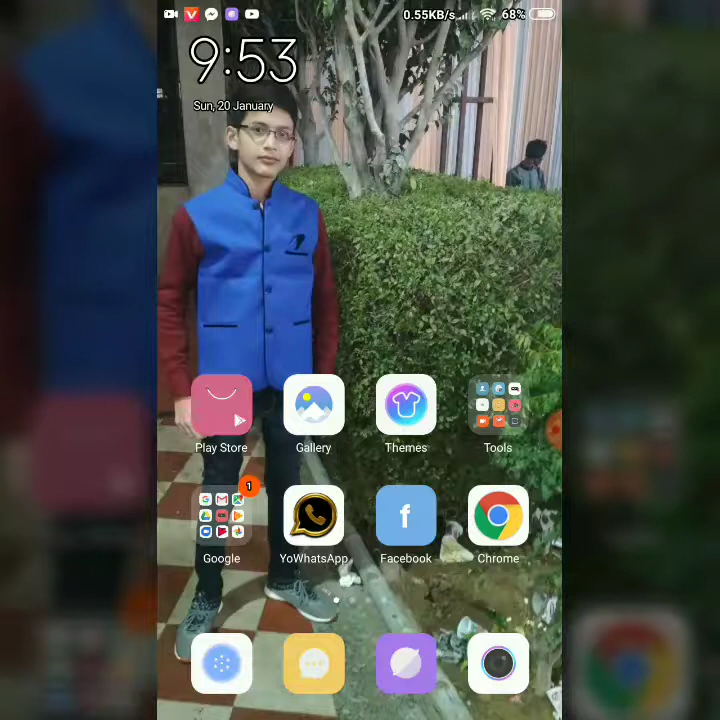 0.55KB/s 68%
9:53
Sun, 20 January
Play Store
Gallery
Themes
Tools
1
Google
YoWhatsApp
Facebook
Chrome